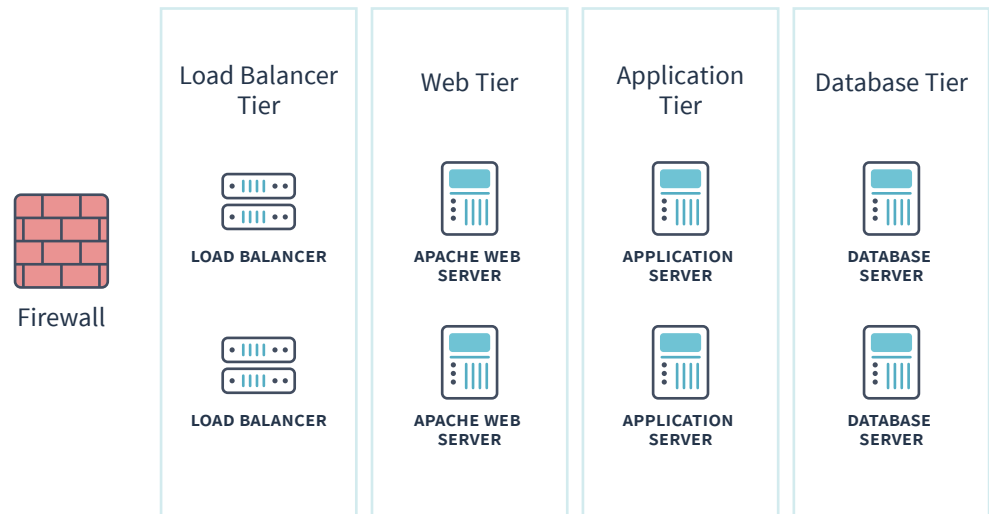 Load Balancer
Tier
Web Tier
Application
Tier
Database Tier
LOAD BALANCER
APACHE WEB
SERVER
APPLICATION
SERVER
DATABASE
SERVER
Firewall
LOAD BALANCER
APACHE WEB
SERVER
APPLICATION
SERVER
DATABASE
SERVER